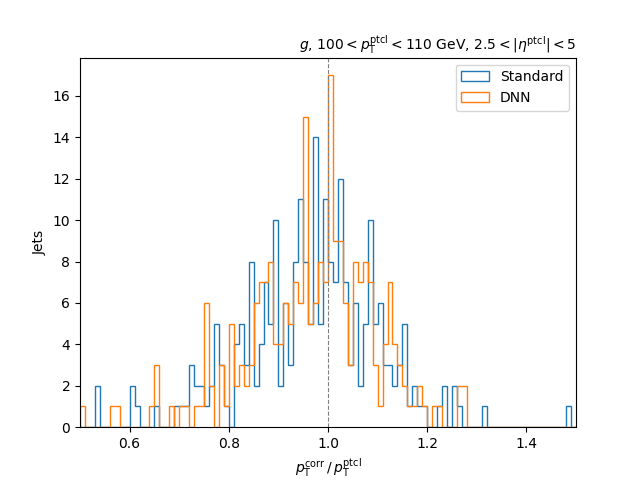 g, 100 < p_T^ptcl < 110 GeV, 2.5 < |η^ptcl| < 5
Standard
DNN
16
14
12
10
8
6
4
2
0
Jets
0.6 0.8 1.0 1.2 1.4
p_T^corr / p_T^ptcl